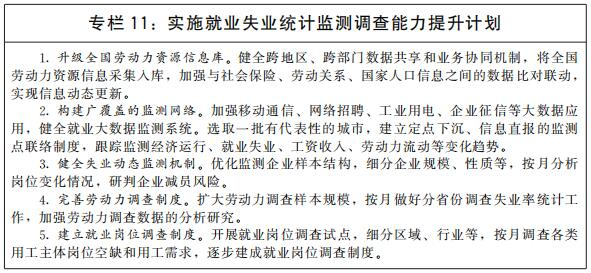 专栏 11：实施就业失业统计监测调查能力提升计划
1. 升级全国劳动力资源信息库。健全跨地区、跨部门数据共享和业务协同机制，将全国
劳动力资源信息采集入库，加强与社会保险、劳动关系、国家人口信息之间的数据比对联动，
实现信息动态更新。
2. 构建广覆盖的监测网络。加强移动通信、网络招聘、工业用电、企业征信等大数据应
用，健全就业大数据监测系统。选取一批有代表性的城市，建立定点下沉、信息直报的监测
点联络制度，跟踪监测经济运行、就业失业、工资收入、劳动力流动等变化趋势。
3. 健全失业动态监测机制。优化监测企业样本结构，细分企业规模、性质等，按月分析
岗位变化情况，研判企业减员风险。
4. 完善劳动力调查制度。扩大劳动力调查样本规模，按月做好分省份调查失业率统计工
作，加强劳动力调查数据的分析研究。
5. 建立就业岗位调查制度。开展就业岗位调查试点，细分区域、行业等，按月调查各类
用工主体岗位空缺和用工需求，逐步建成就业岗位调查制度。